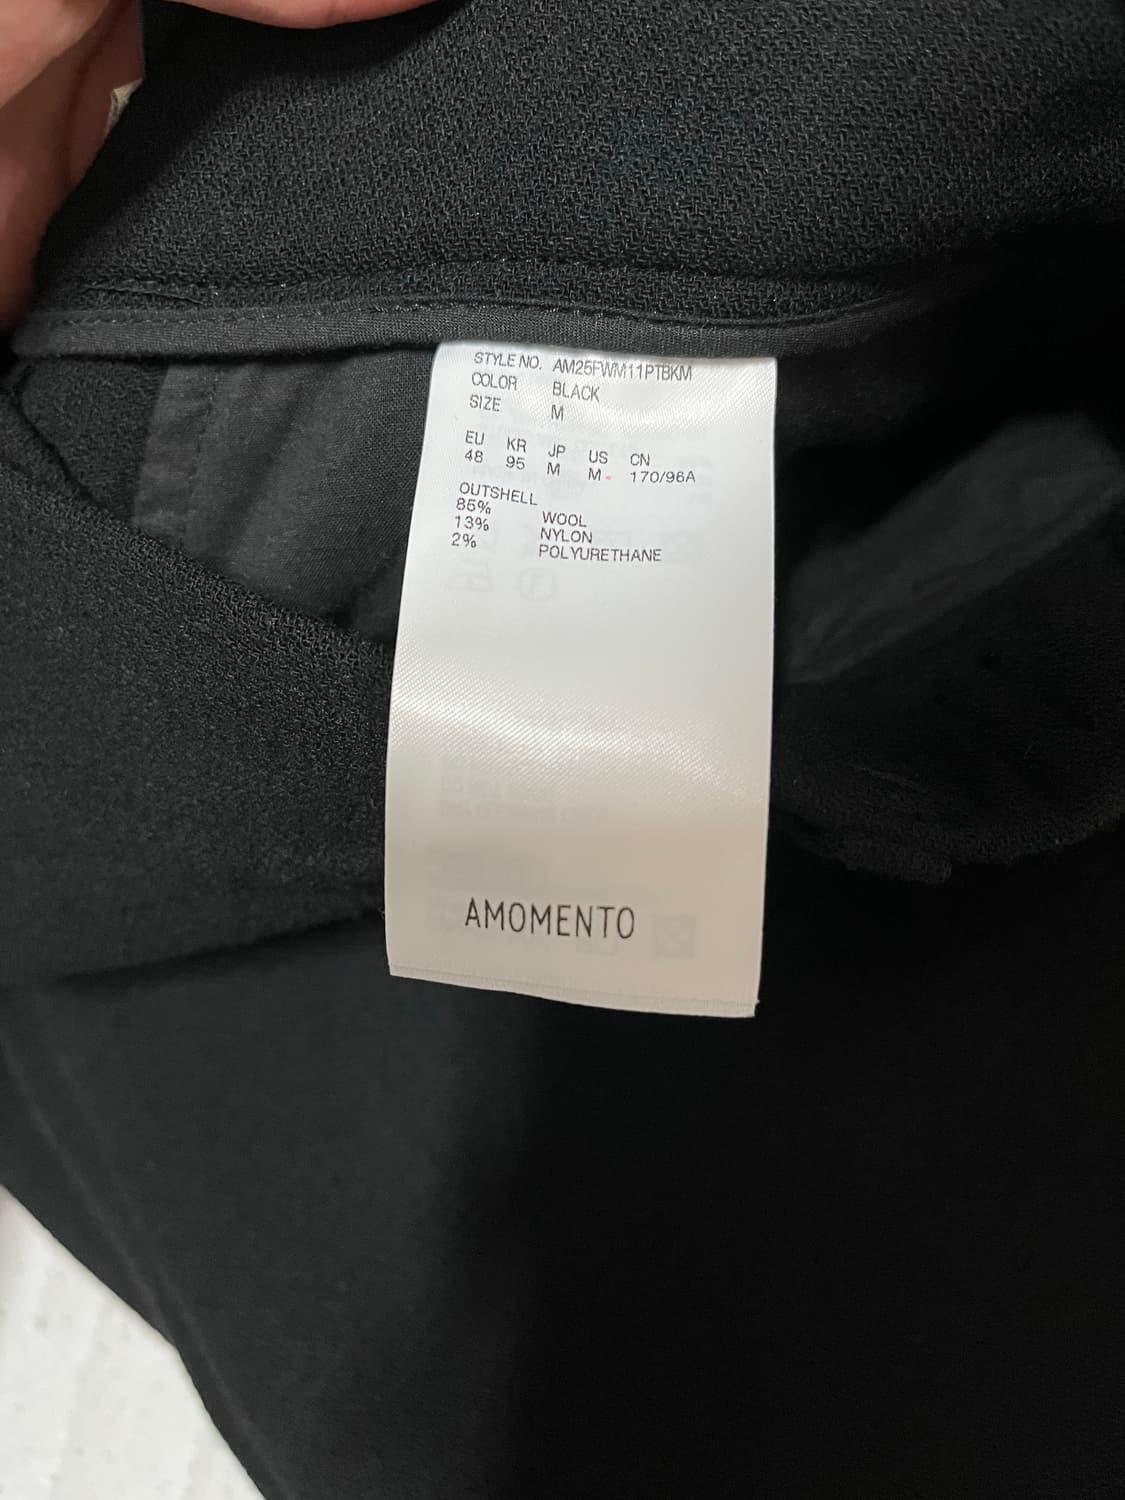 STYLE NO. AM25FWM11PTBKM
COLOR BLACK
SIZE M
EU KR JP US CN
48 95 M M 170/96A
OUTSHELL
85% WOOL
13% NYLON
2% POLYURETHANE
AMOMENTO